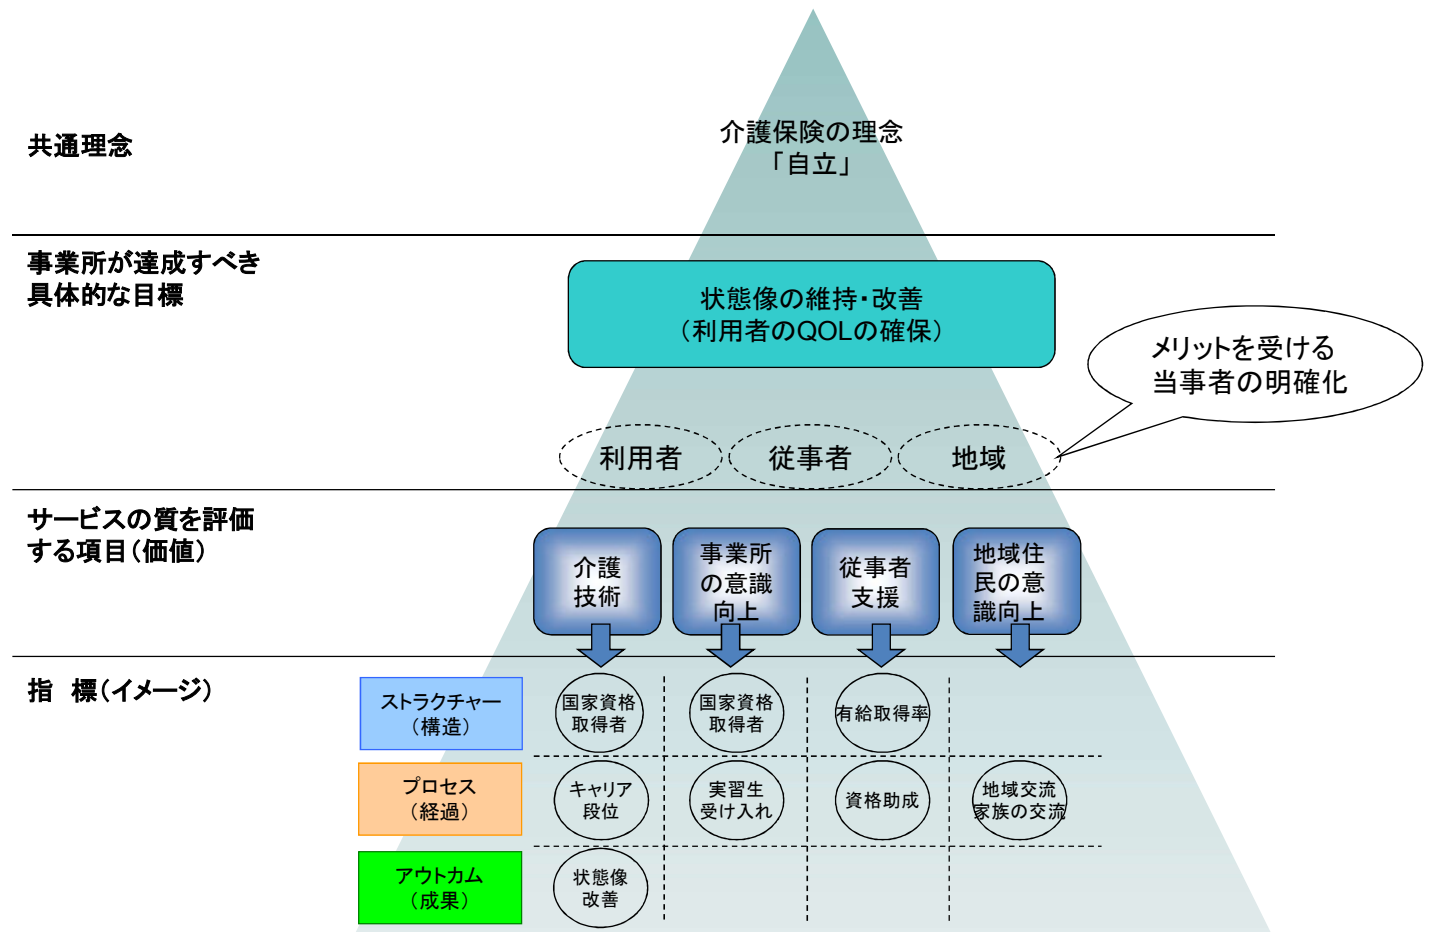 共通理念
介護保険の理念
「自立」
事業所が達成すべき
具体的な目標
状態像の維持・改善
（利用者のQOLの確保）
メリットを受ける
当事者の明確化
利用者
従事者
地域
サービスの質を評価
する項目（価値）
介護
技術
事業所
の意識
向上
従事者
支援
地域住
民の意
識向上
指　標（イメージ）
ストラクチャー
（構造）
国家資格
取得者
国家資格
取得者
有給取得率
プロセス
（経過）
キャリア
段位
実習生
受け入れ
資格助成
地域交流
家族の交流
アウトカム
（成果）
状態像
改善